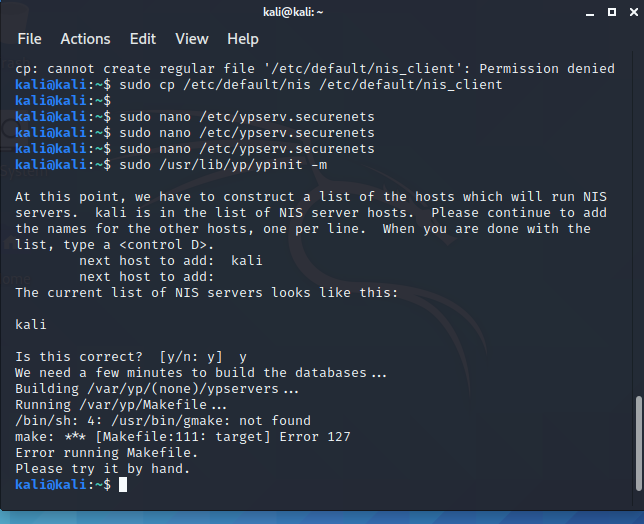 kali@kali: ~
File Actions Edit View Help
cp: cannot create regular file '/etc/default/nis_client': Permission denied
kali@kali:~$ sudo cp /etc/default/nis /etc/default/nis_client
kali@kali:~$
kali@kali:~$ sudo nano /etc/ypserv.securenets
kali@kali:~$ sudo nano /etc/ypserv.securenets
kali@kali:~$ sudo nano /etc/ypserv.securenets
kali@kali:~$ sudo /usr/lib/yp/ypinit -m
At this point, we have to construct a list of the hosts which will run NIS
servers.  kali is in the list of NIS server hosts.  Please continue to add
the names for the other hosts, one per line.  When you are done with the
list, type a <control D>.
next host to add:  kali
next host to add:
The current list of NIS servers looks like this:
kali
Is this correct?  [y/n: y]  y
We need a few minutes to build the databases...
Building /var/yp/(none)/ypservers...
Running /var/yp/Makefile...
/bin/sh: 4: /usr/bin/gmake: not found
make: *** [Makefile:111: target] Error 127
Error running Makefile.
Please try it by hand.
kali@kali:~$